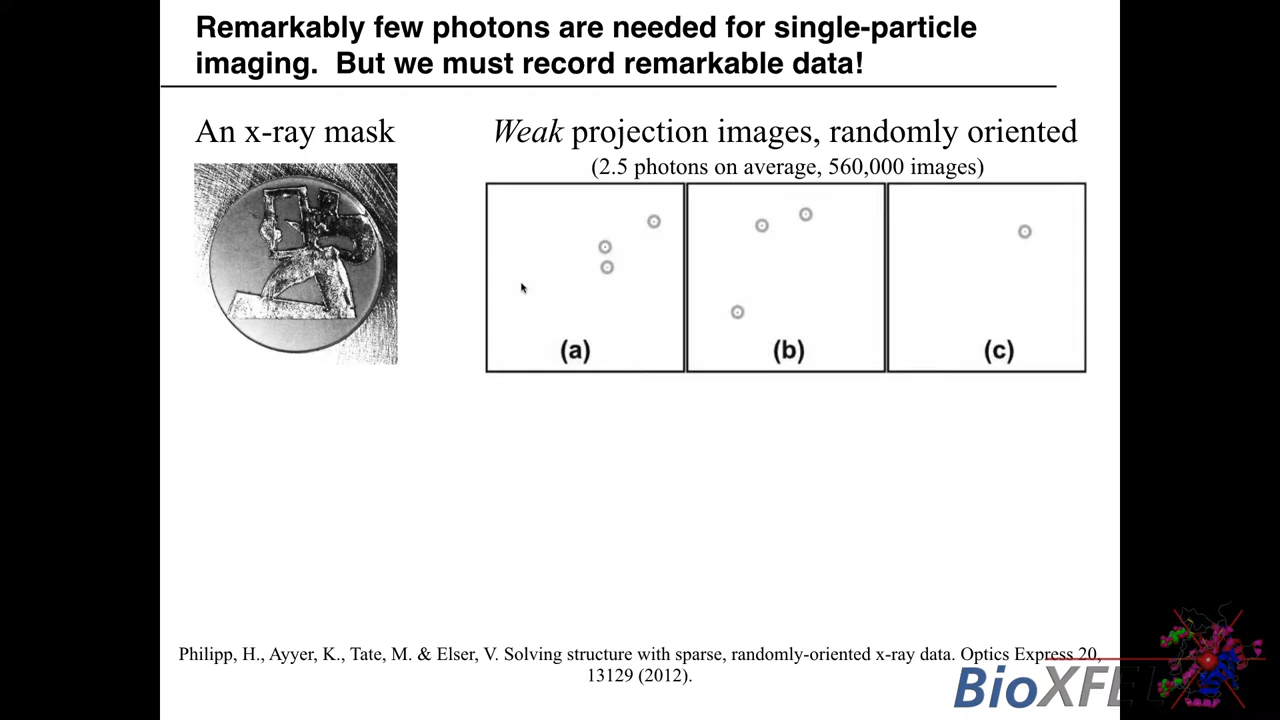 Remarkably few photons are needed for single-particle
imaging. But we must record remarkable data!
An x-ray mask
Weak projection images, randomly oriented
(2.5 photons on average, 560,000 images)
(a)
(b)
(c)
Philipp, H., Ayyer, K., Tate, M. & Elser, V. Solving structure with sparse, randomly-oriented x-ray data. Optics Express 20,
13129 (2012).
BioXFEL